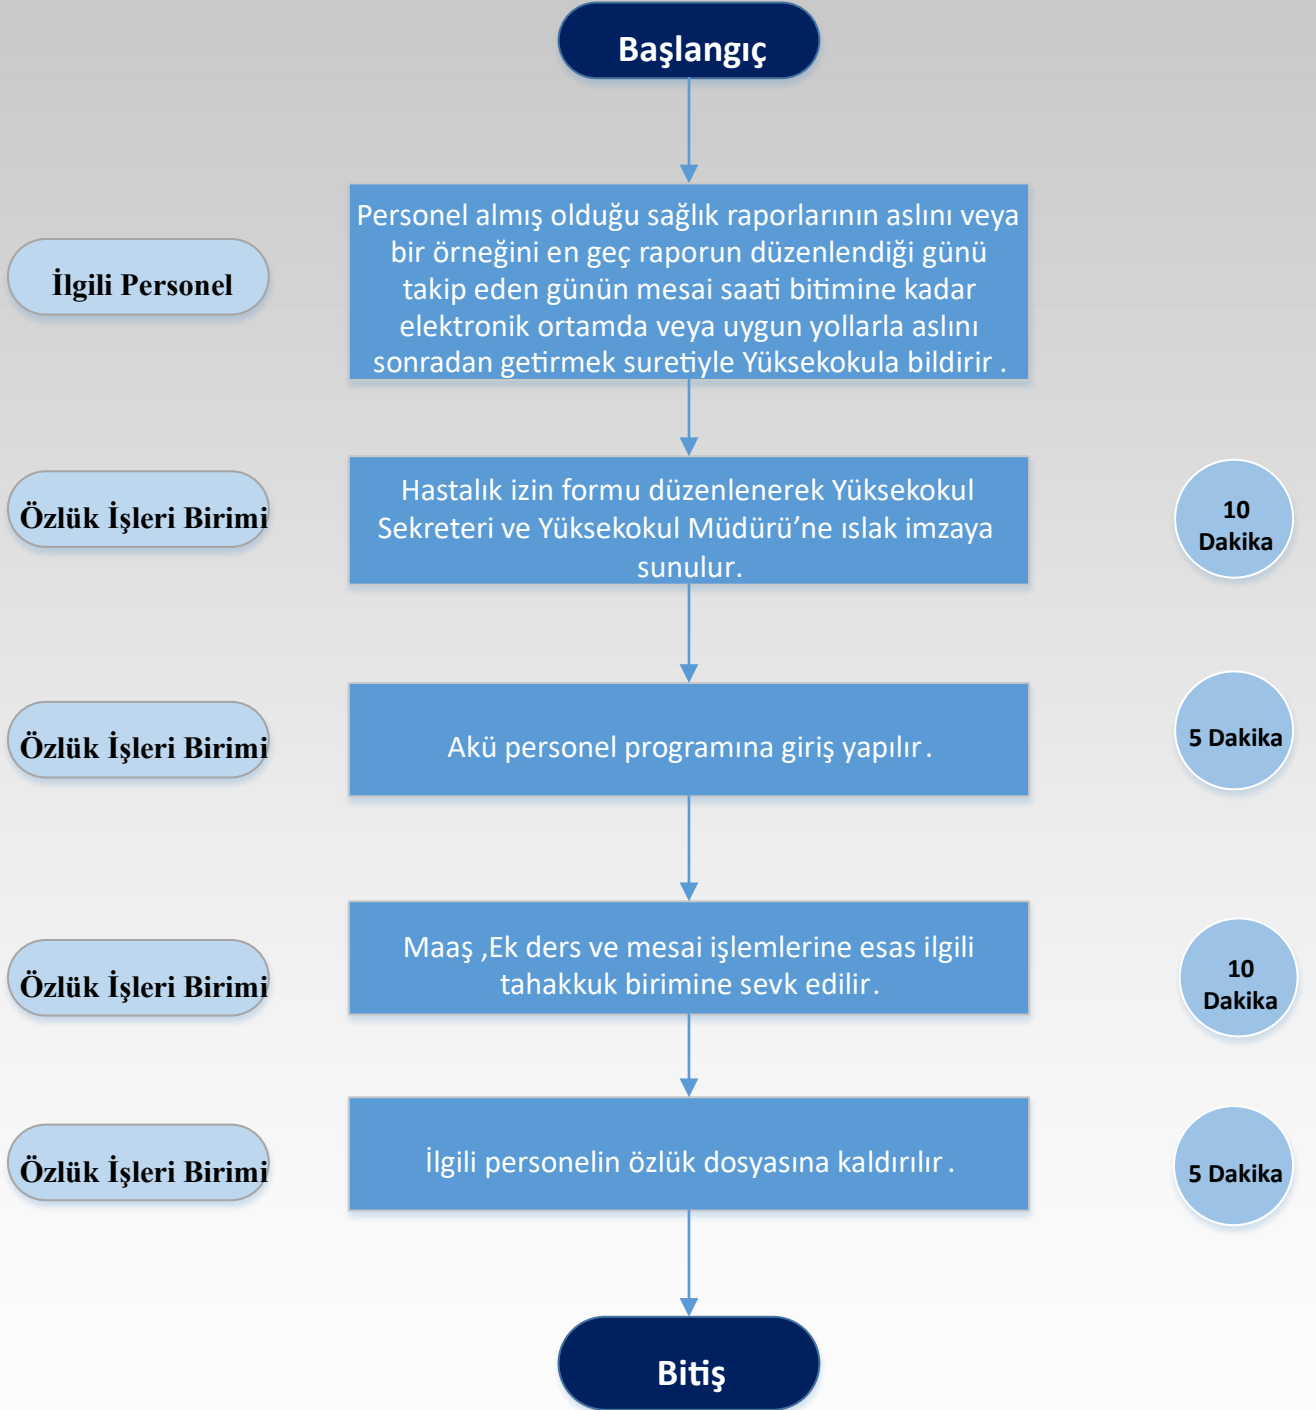 Başlangıç
İlgili Personel
Personel almış olduğu sağlık raporlarının aslını veya
bir örneğini en geç raporun düzenlendiği günü
takip eden günün mesai saati bitimine kadar
elektronik ortamda veya uygun yollarla aslını
sonradan getirmek suretiyle Yüksekokula bildirir .
Özlük İşleri Birimi
Hastalık izin formu düzenlenerek Yüksekokul
Sekreteri ve Yüksekokul Müdürü’ne ıslak imzaya
sunulur.
10
Dakika
Özlük İşleri Birimi
Akü personel programına giriş yapılır .
5 Dakika
Özlük İşleri Birimi
Maaş ,Ek ders ve mesai işlemlerine esas ilgili
tahakkuk birimine sevk edilir.
10
Dakika
Özlük İşleri Birimi
İlgili personelin özlük dosyasına kaldırılır .
5 Dakika
Bitiş